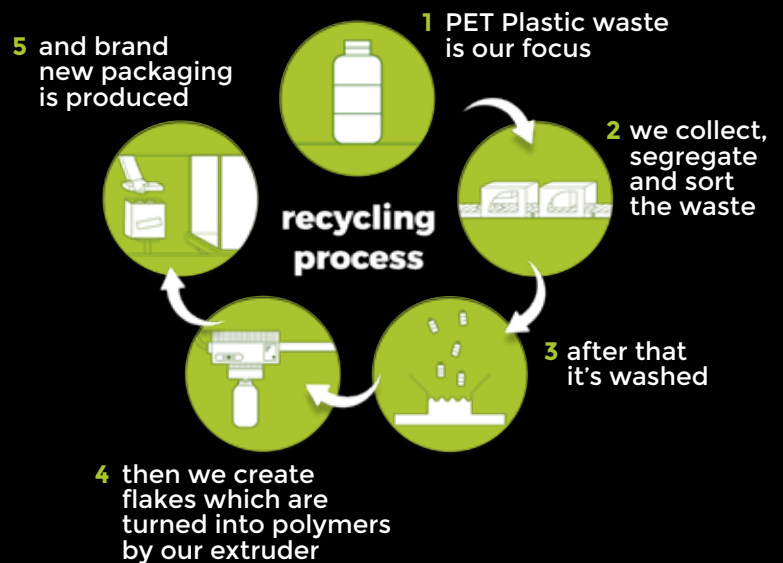 1 PET Plastic waste
is our focus
2 we collect,
segregate
and sort
the waste
3 after that
it's washed
4 then we create
flakes which are
turned into polymers
by our extruder
5 and brand
new packaging
is produced
recycling
process